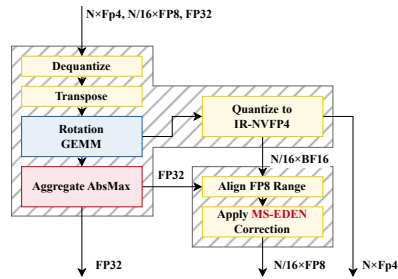 N×Fp4, N/16×FP8, FP32
Dequantize
Transpose
Rotation
GEMM
Quantize to
IR-NVFP4
N/16×BF16
Aggregate AbsMax
FP32
Align FP8 Range
Apply MS-EDEN
Correction
FP32
N/16×FP8
N×Fp4